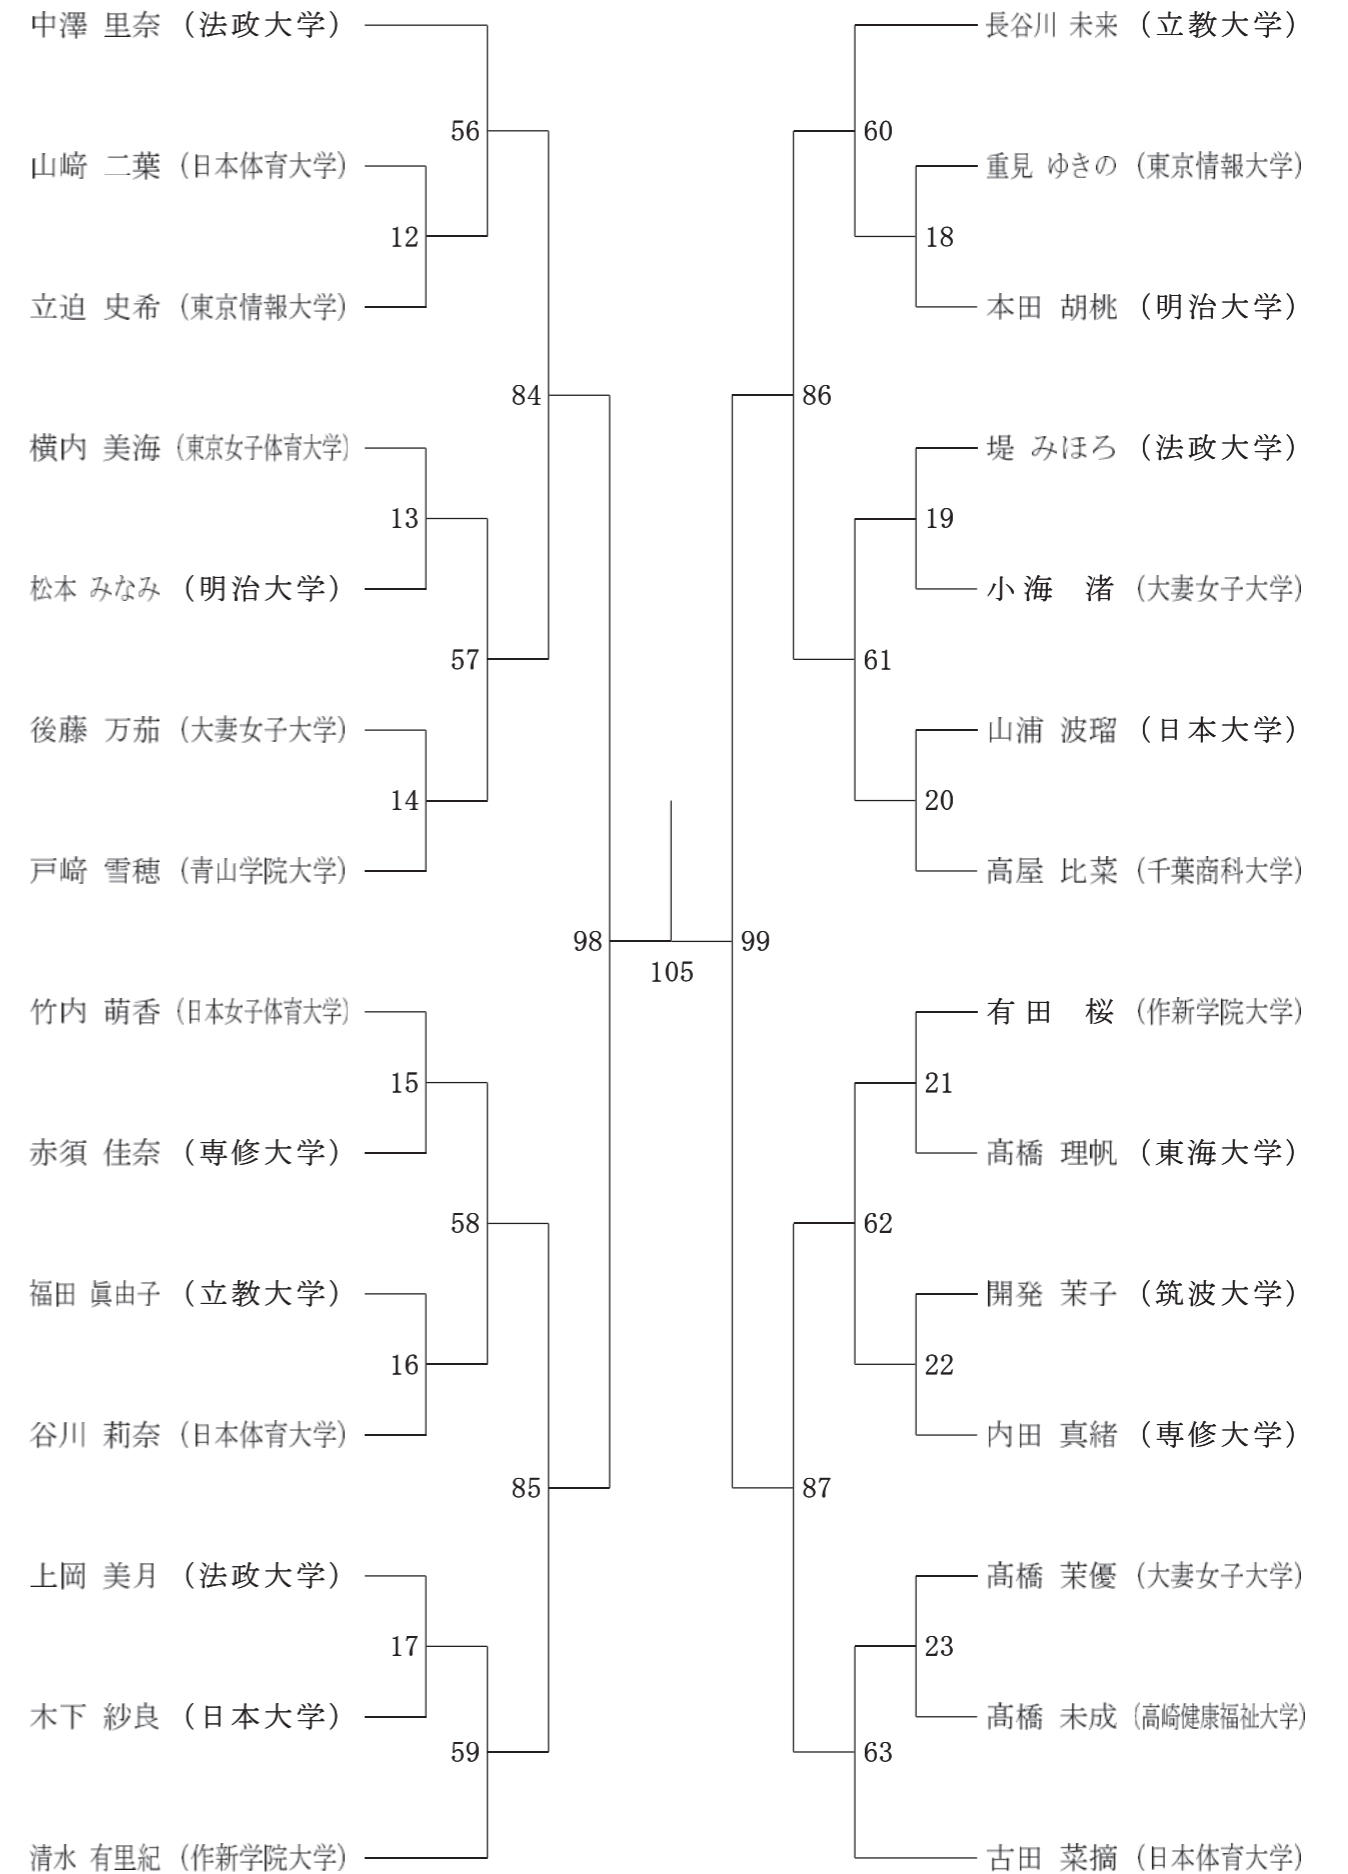 中澤 里奈 (法政大学)
56
山﨑 二葉 (日本体育大学)
12
立迫 史希 (東京情報大学)
84
横内 美海 (東京女子体育大学)
13
松本 みなみ (明治大学)
57
後藤 万茄 (大妻女子大学)
14
戸﨑 雪穂 (青山学院大学)
98
竹内 萌香 (日本女子体育大学)
15
赤須 佳奈 (専修大学)
58
福田 眞由子 (立教大学)
16
谷川 莉奈 (日本体育大学)
85
上岡 美月 (法政大学)
17
木下 紗良 (日本大学)
59
清水 有里紀 (作新学院大学)
105
長谷川 未来 (立教大学)
60
重見 ゆきの (東京情報大学)
18
本田 胡桃 (明治大学)
86
堤 みほろ (法政大学)
19
小海 渚 (大妻女子大学)
61
山浦 波瑠 (日本大学)
20
高屋 比菜 (千葉商科大学)
99
有田 桜 (作新学院大学)
21
髙橋 理帆 (東海大学)
62
開発 茉子 (筑波大学)
22
内田 真緒 (専修大学)
87
髙橋 茉優 (大妻女子大学)
23
髙橋 未成 (高崎健康福祉大学)
63
古田 菜摘 (日本体育大学)